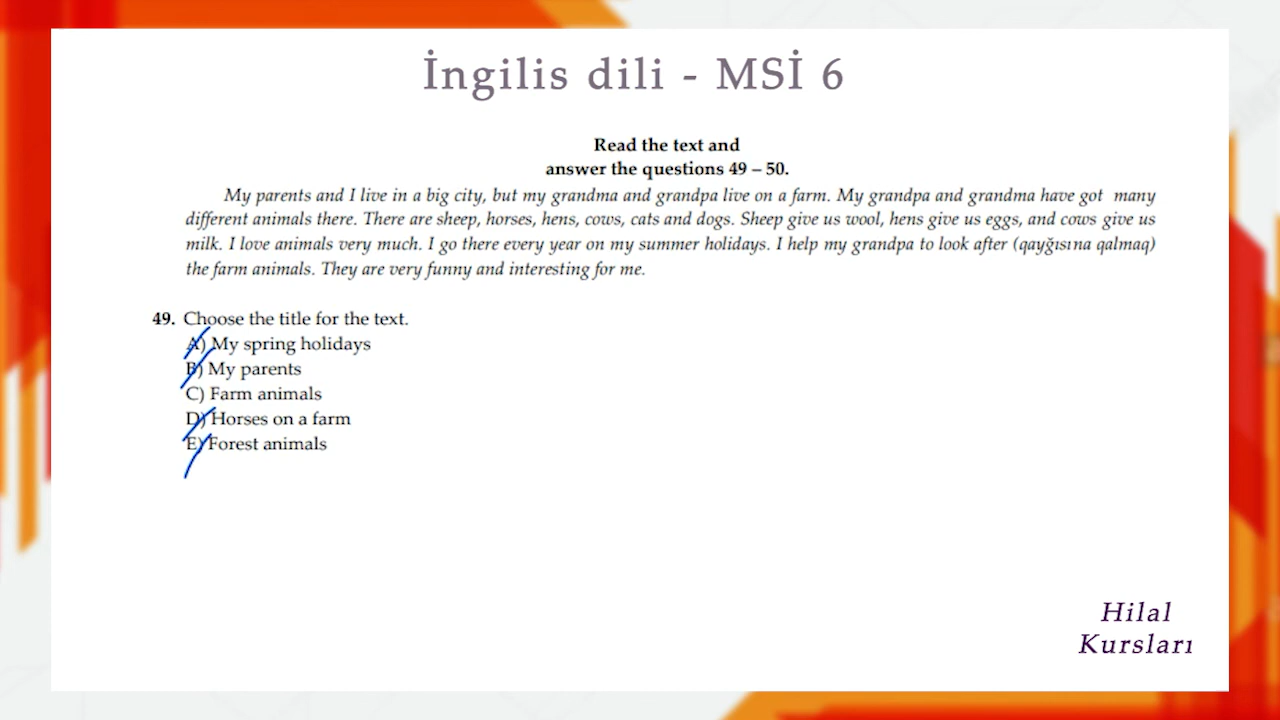 İngilis dili - MSİ 6
Read the text and
answer the questions 49 – 50.
My parents and I live in a big city, but my grandma and grandpa live on a farm. My grandpa and grandma have got many
different animals there. There are sheep, horses, hens, cows, cats and dogs. Sheep give us wool, hens give us eggs, and cows give us
milk. I love animals very much. I go there every year on my summer holidays. I help my grandpa to look after (qayğısına qalmaq)
the farm animals. They are very funny and interesting for me.
49. Choose the title for the text.
A) My spring holidays
B) My parents
C) Farm animals
D) Horses on a farm
E) Forest animals
Hilal
Kursları